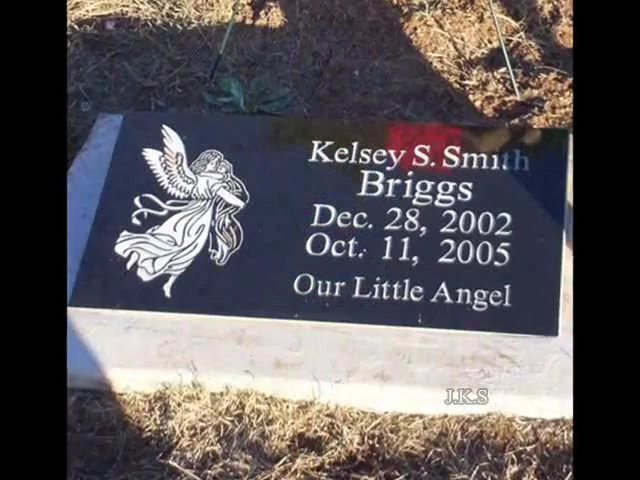 Kelsey S. Smith
Briggs
Dec. 28, 2002
Oct. 11, 2005
Our Little Angel
J.K.S